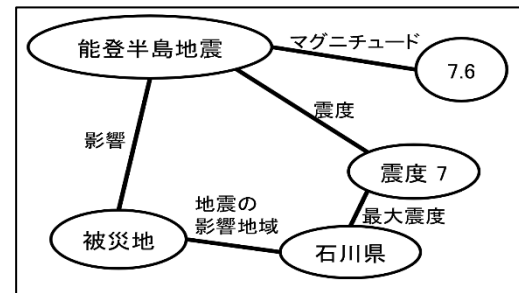 能登半島地震
マグニチュード
7.6
震度
影響
震度 7
地震の
影響地域
最大震度
被災地
石川県